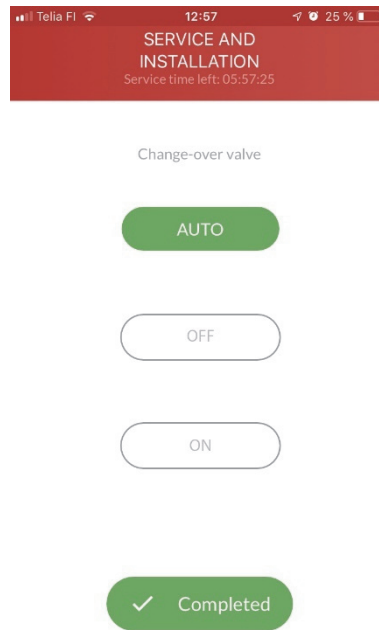 Telia FI 12:57 25 %
SERVICE AND
INSTALLATION
Service time left: 05:57:25
Change-over valve
AUTO
OFF
ON
Completed